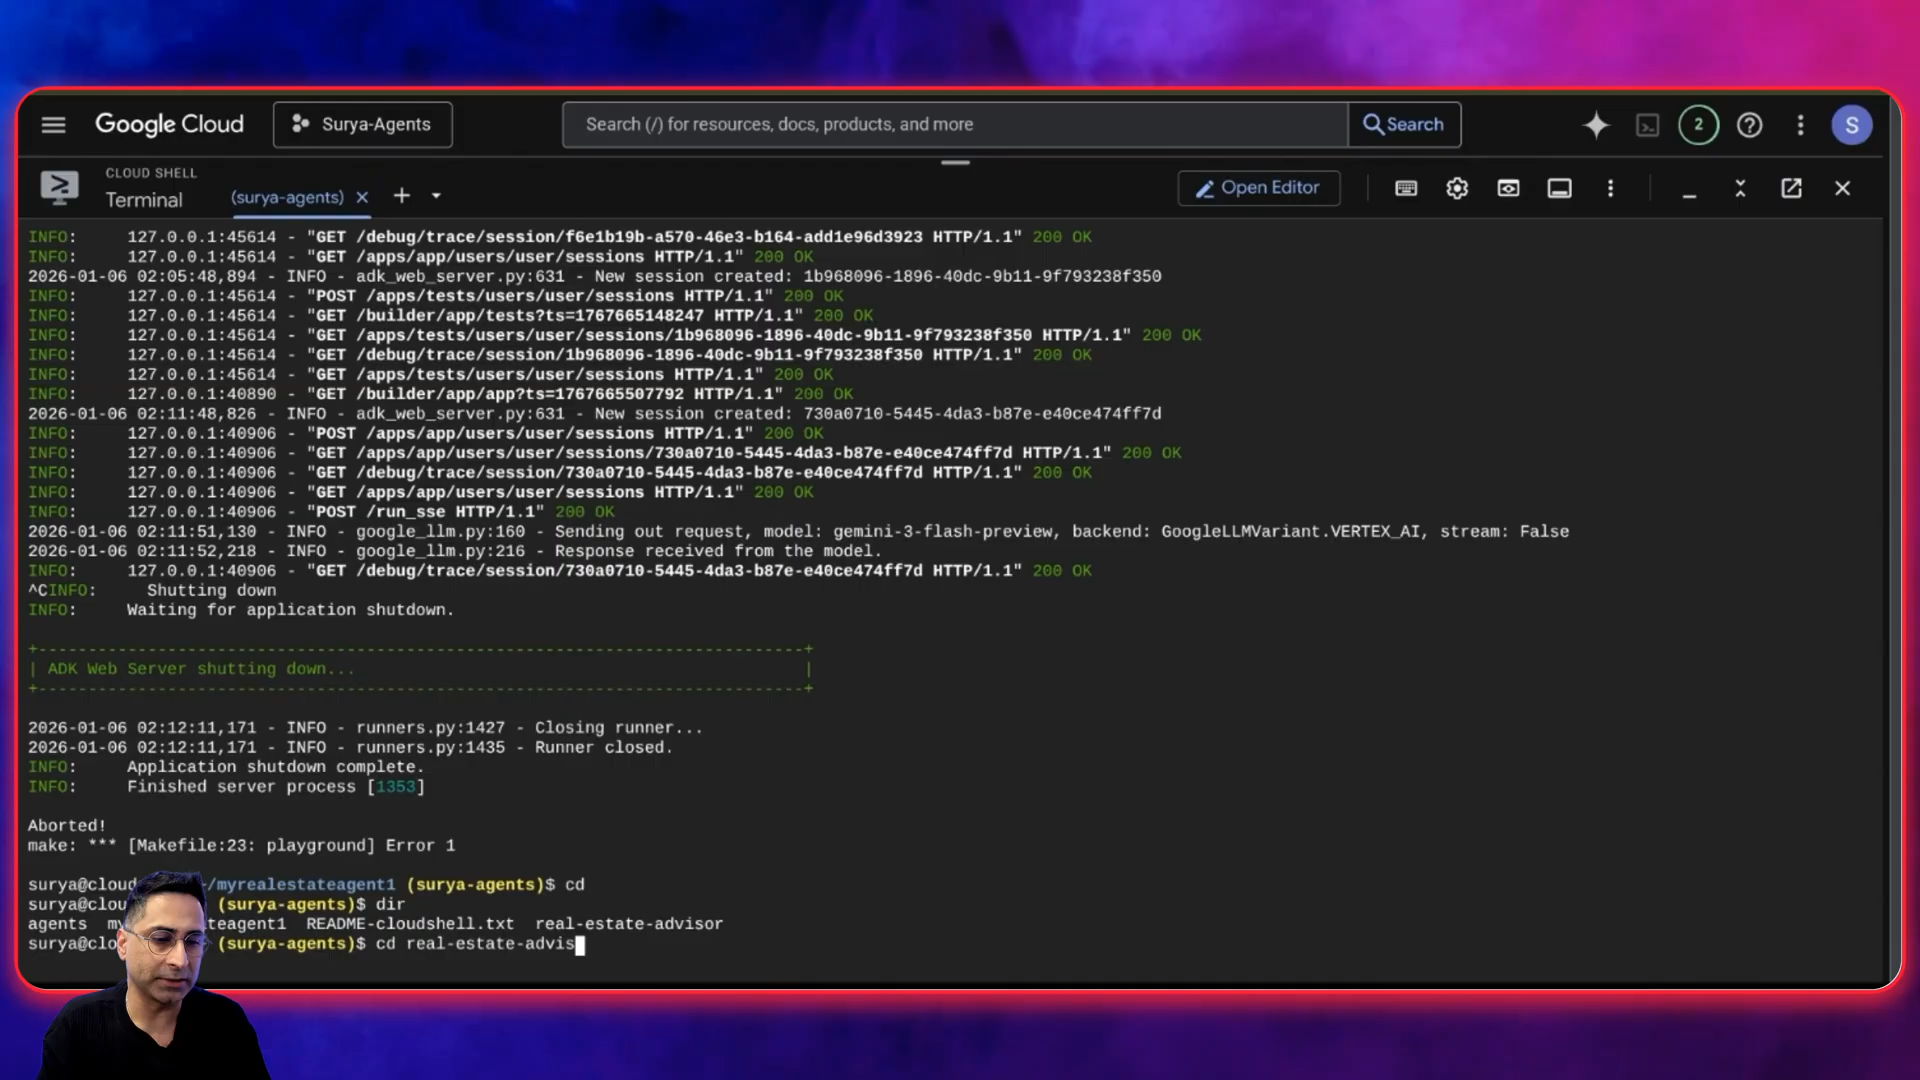 Google Cloud
Surya-Agents
Search (/) for resources, docs, products, and more
Search
2
S
CLOUD SHELL
Terminal
(surya-agents)
Open Editor
INFO: 127.0.0.1:45614 - "GET /debug/trace/session/f6e1b19b-a570-46e3-b164-add1e96d3923 HTTP/1.1" 200 OK
INFO: 127.0.0.1:45614 - "GET /apps/app/users/user/sessions HTTP/1.1" 200 OK
2026-01-06 02:05:48,894 - INFO - adk_web_server.py:631 - New session created: 1b968096-1896-40dc-9b11-9f793238f350
INFO: 127.0.0.1:45614 - "POST /apps/tests/users/user/sessions HTTP/1.1" 200 OK
INFO: 127.0.0.1:45614 - "GET /builder/app/tests?ts=1767665148247 HTTP/1.1" 200 OK
INFO: 127.0.0.1:45614 - "GET /apps/tests/users/user/sessions/1b968096-1896-40dc-9b11-9f793238f350 HTTP/1.1" 200 OK
INFO: 127.0.0.1:45614 - "GET /debug/trace/session/1b968096-1896-40dc-9b11-9f793238f350 HTTP/1.1" 200 OK
INFO: 127.0.0.1:45614 - "GET /apps/tests/users/user/sessions HTTP/1.1" 200 OK
INFO: 127.0.0.1:40890 - "GET /builder/app/app?ts=1767665507792 HTTP/1.1" 200 OK
2026-01-06 02:11:48,826 - INFO - adk_web_server.py:631 - New session created: 730a0710-5445-4da3-b87e-e40ce474ff7d
INFO: 127.0.0.1:40906 - "POST /apps/app/users/user/sessions HTTP/1.1" 200 OK
INFO: 127.0.0.1:40906 - "GET /apps/app/users/user/sessions/730a0710-5445-4da3-b87e-e40ce474ff7d HTTP/1.1" 200 OK
INFO: 127.0.0.1:40906 - "GET /debug/trace/session/730a0710-5445-4da3-b87e-e40ce474ff7d HTTP/1.1" 200 OK
INFO: 127.0.0.1:40906 - "GET /apps/app/users/user/sessions HTTP/1.1" 200 OK
INFO: 127.0.0.1:40906 - "POST /run_sse HTTP/1.1" 200 OK
2026-01-06 02:11:51,130 - INFO - google_llm.py:160 - Sending out request, model: gemini-3-flash-preview, backend: GoogleLLMVariant.VERTEX_AI, stream: False
2026-01-06 02:11:52,218 - INFO - google_llm.py:216 - Response received from the model.
INFO: 127.0.0.1:40906 - "GET /debug/trace/session/730a0710-5445-4da3-b87e-e40ce474ff7d HTTP/1.1" 200 OK
^CINFO: Shutting down
INFO: Waiting for application shutdown.
+-----------------------------------------------------------------------------+
| ADK Web Server shutting down... |
+-----------------------------------------------------------------------------+
2026-01-06 02:12:11,171 - INFO - runners.py:1427 - Closing runner...
2026-01-06 02:12:11,171 - INFO - runners.py:1435 - Runner closed.
INFO: Application shutdown complete.
INFO: Finished server process [1353]
Aborted!
make: *** [Makefile:23: playground] Error 1
surya@cloud /myrealestateagent1 (surya-agents)$ cd
surya@clou (surya-agents)$ dir
agents m teagent1 README-cloudshell.txt real-estate-advisor
surya@clo (surya-agents)$ cd real-estate-advis